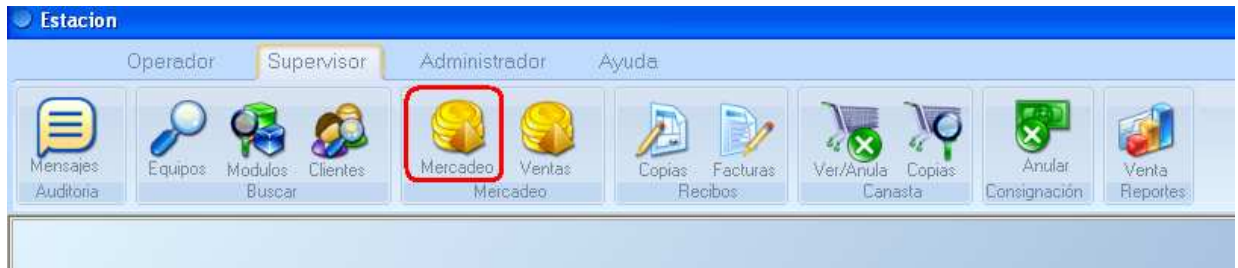 Estacion
Operador Supervisor Administrador Ayuda
Mensajes Equipos Modulos Clientes Mercadeo Ventas Copias Facturas Ver/Anula Copias Anular Venta
Auditoria Buscar Mercadeo Recibos Canasta Consignación Reportes